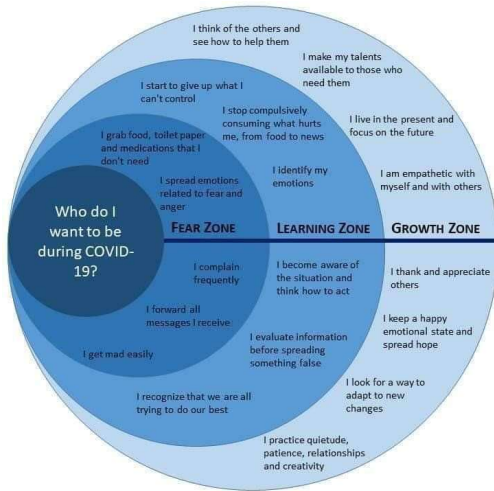 I think of the others and
see how to help them
I make my talents
available to those who
need them
I start to give up what I
can't control
I stop compulsively
consuming what hurts
me, from food to news
I live in the present and
focus on the future
I grab food, toilet paper
and medications that I
don't need
I identify my
emotions
I am empathetic with
myself and with others
I spread emotions
related to fear and
anger
Who do I
want to be
during COVID-
19?
FEAR ZONE
LEARNING ZONE
GROWTH ZONE
I complain
frequently
I become aware of
the situation and
think how to act
I thank and appreciate
others
I forward all
messages I receive
I keep a happy
emotional state and
spread hope
I get mad easily
I evaluate information
before spreading
something false
I look for a way to
adapt to new
changes
I recognize that we are all
trying to do our best
I practice quietude,
patience, relationships
and creativity